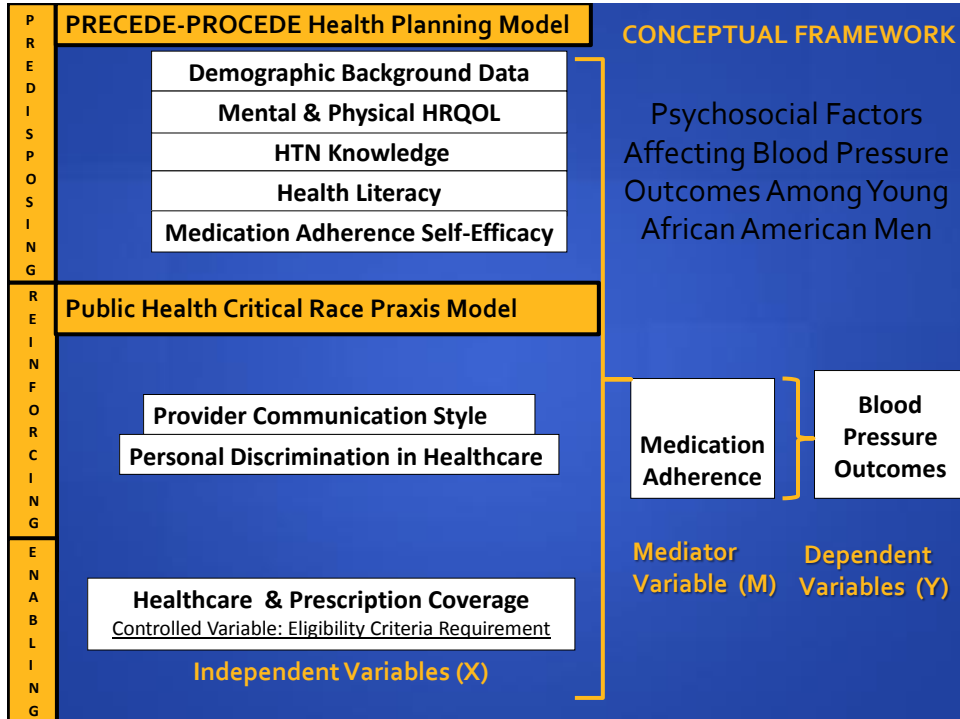 PREDISPOSING
PRECEDE-PROCEDE Health Planning Model
Demographic Background Data
Mental & Physical HRQOL
HTN Knowledge
Health Literacy
Medication Adherence Self-Efficacy
CONCEPTUAL FRAMEWORK
Psychosocial Factors
Affecting Blood Pressure
Outcomes Among Young
African American Men
REINFORCING
Public Health Critical Race Praxis Model
Provider Communication Style
Personal Discrimination in Healthcare
Medication
Adherence
Blood
Pressure
Outcomes
Mediator
Variable (M)
Dependent
Variables (Y)
ENABLING
Healthcare & Prescription Coverage
Controlled Variable: Eligibility Criteria Requirement
Independent Variables (X)